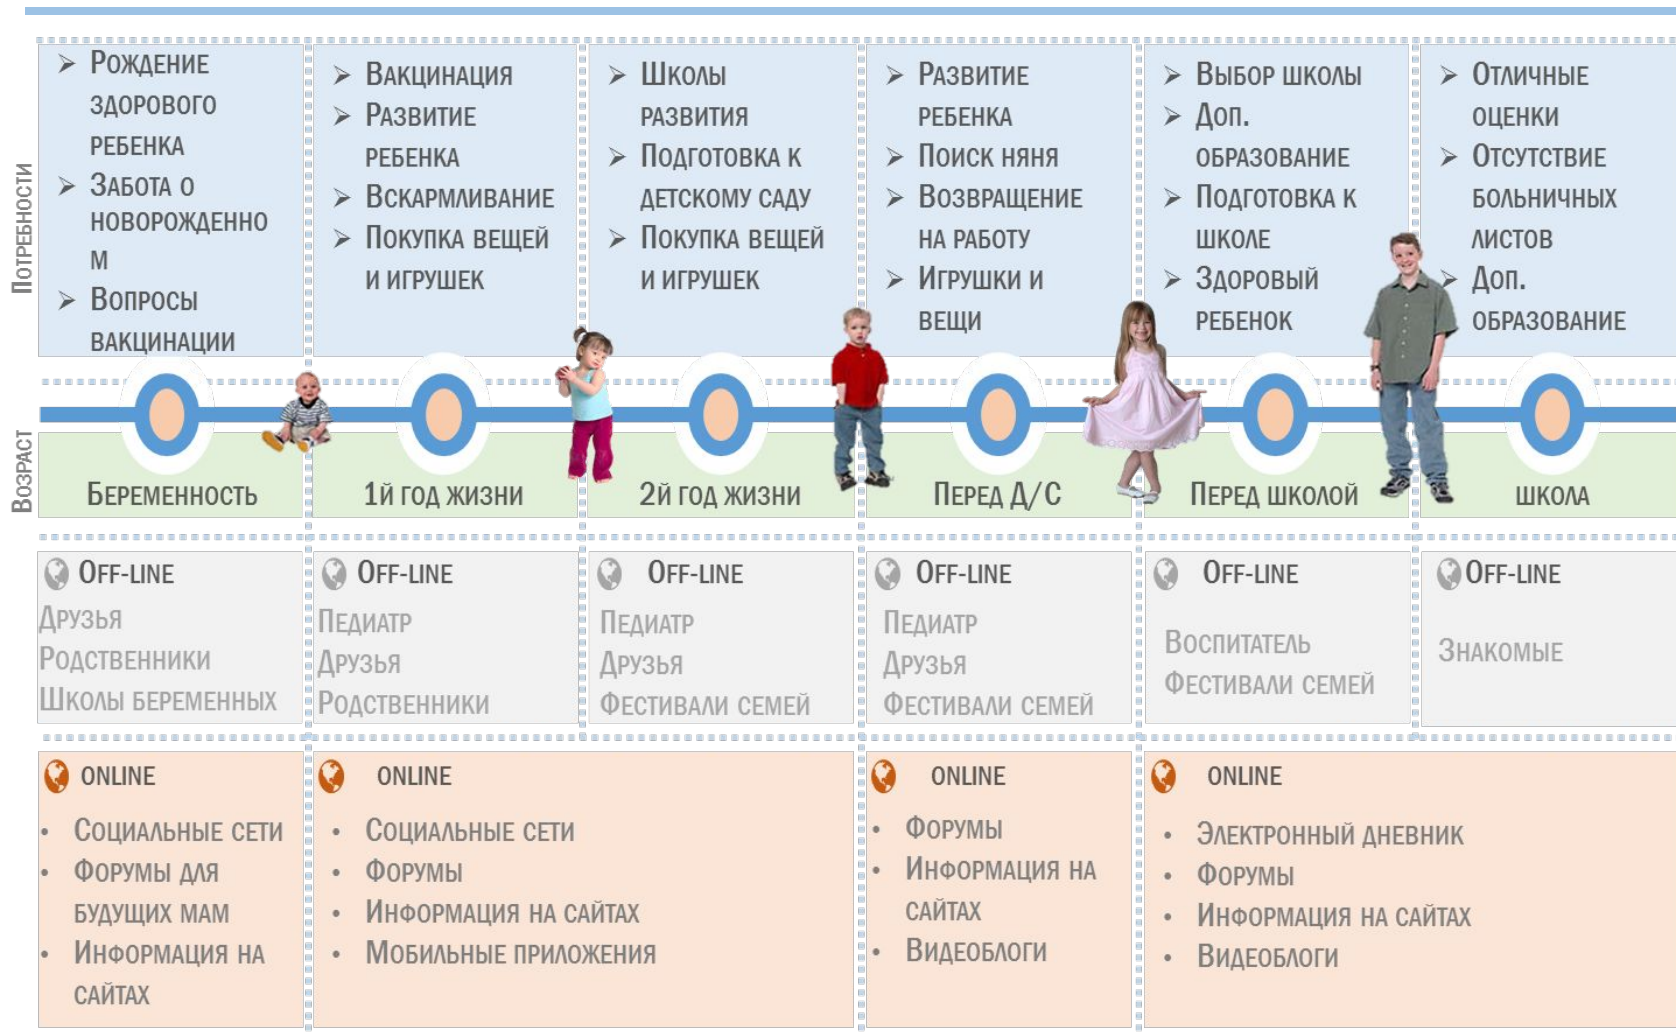 Потребности
➢ Рождение
здорового
ребенка
➢ Забота о
новорожденно
м
➢ Вопросы
вакцинации
➢ Вакцинация
➢ Развитие
ребенка
➢ Вскармливание
➢ Покупка вещей
и игрушек
➢ Школы
развития
➢ Подготовка к
детскому саду
➢ Покупка вещей
и игрушек
➢ Развитие
ребенка
➢ Поиск няня
➢ Возвращение
на работу
➢ Игрушки и
вещи
➢ Выбор школы
➢ Доп.
образование
➢ Подготовка к
школе
➢ Здоровый
ребенок
➢ Отличные
оценки
➢ Отсутствие
больничных
листов
➢ Доп.
образование
Возраст
Беременность
1й год жизни
2й год жизни
Перед д/с
Перед школой
школа
Off-line
Друзья
Родственники
Школы беременных
Off-line
Педиатр
Друзья
Родственники
Off-line
Педиатр
Друзья
Фестивали семей
Off-line
Педиатр
Друзья
Фестивали семей
Off-line
Воспитатель
Фестивали семей
Off-line
Знакомые
online
• Социальные сети
• Форумы для
будущих мам
• Информация на
сайтах
online
• Социальные сети
• Форумы
• Информация на сайтах
• Мобильные приложения
online
• Форумы
• Информация на
сайтах
• Видеоблоги
online
• Электронный дневник
• Форумы
• Информация на сайтах
• Видеоблоги